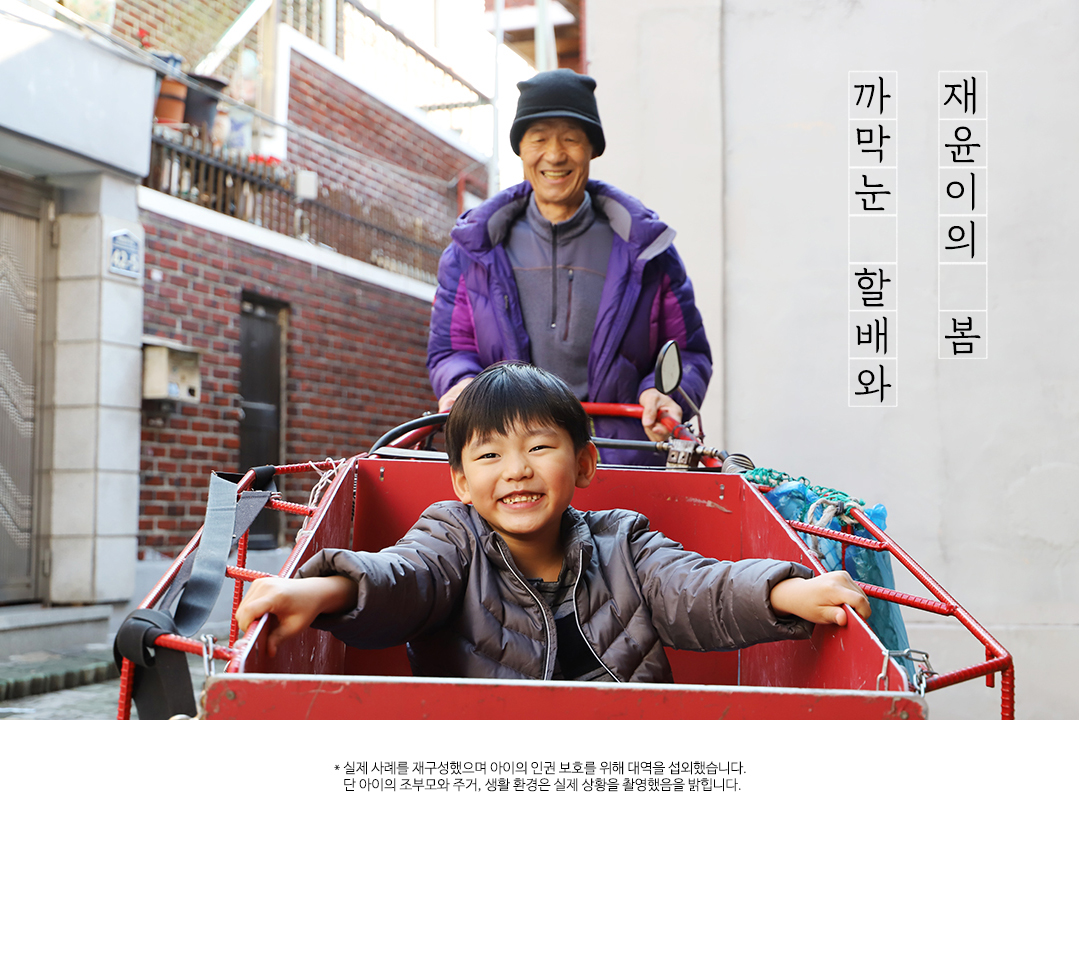 까막눈 할배와
재윤이의 봄
* 실제 사례를 재구성했으며 아이의 인권 보호를 위해 대역을 섭외했습니다.
단 아이의 조부모와 주거, 생활 환경은 실제 상황을 촬영했음을 밝힙니다.